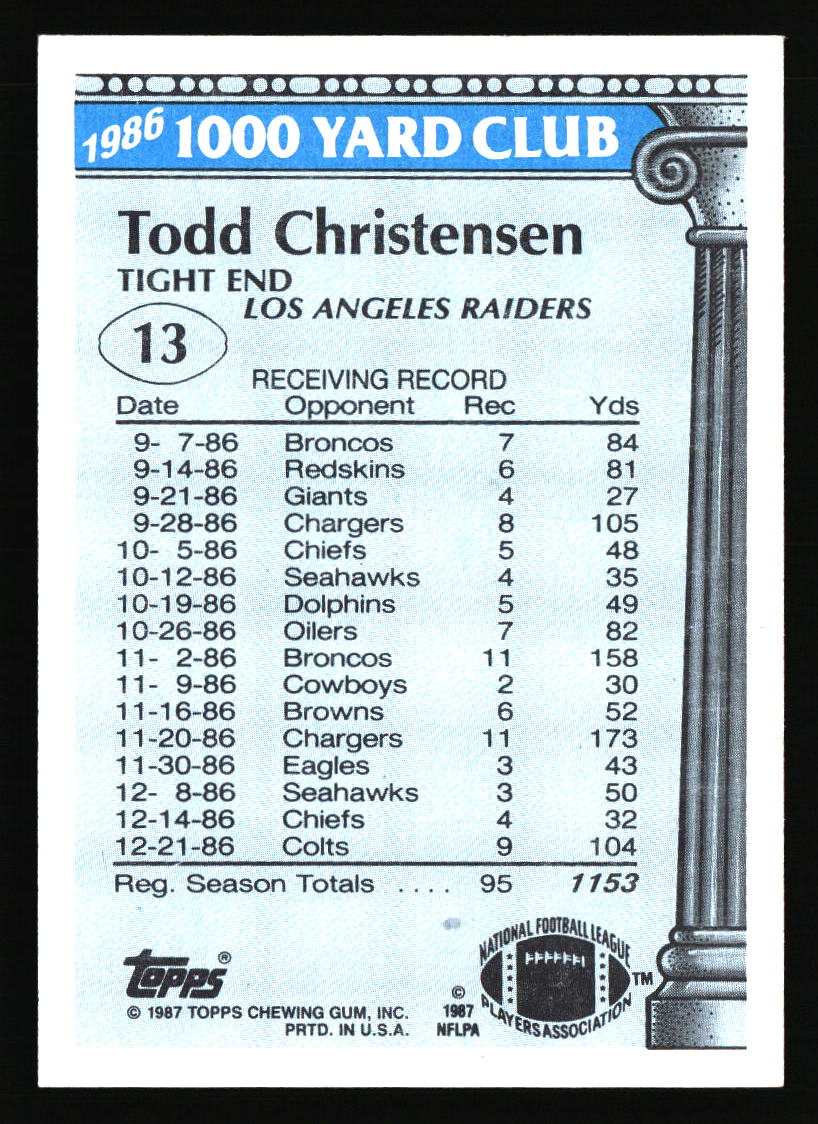 1986 1000 YARD CLUB
Todd Christensen
TIGHT END
LOS ANGELES RAIDERS
13
RECEIVING RECORD
Date Opponent Rec Yds
9- 7-86 Broncos 7 84
9-14-86 Redskins 6 81
9-21-86 Giants 4 27
9-28-86 Chargers 8 105
10- 5-86 Chiefs 5 48
10-12-86 Seahawks 4 35
10-19-86 Dolphins 5 49
10-26-86 Oilers 7 82
11- 2-86 Broncos 11 158
11- 9-86 Cowboys 2 30
11-16-86 Browns 6 52
11-20-86 Chargers 11 173
11-30-86 Eagles 3 43
12- 8-86 Seahawks 3 50
12-14-86 Chiefs 4 32
12-21-86 Colts 9 104
Reg. Season Totals .... 95 1153
topps®
© 1987 TOPPS CHEWING GUM, INC.
PRTD. IN U.S.A.
© 1987 NFLPA
NATIONAL FOOTBALL LEAGUE
PLAYERS ASSOCIATION
TM